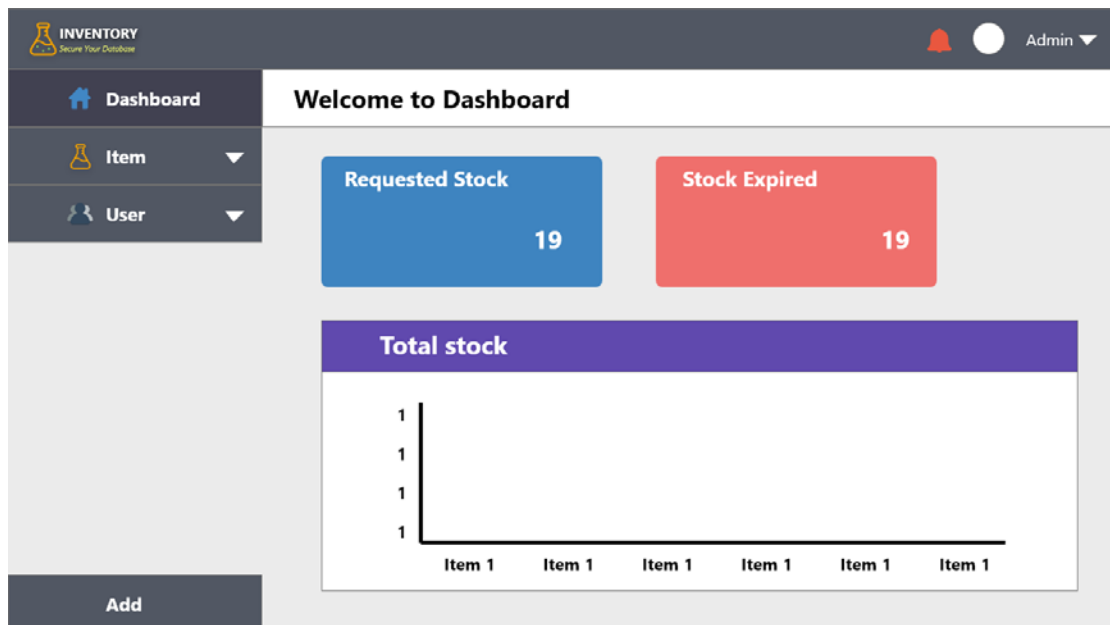 INVENTORY
Secure Your Database
Admin
Dashboard
Welcome to Dashboard
Item
User
Requested Stock
19
Stock Expired
19
Total stock
1
1
1
1
Item 1 Item 1 Item 1 Item 1 Item 1 Item 1
Add